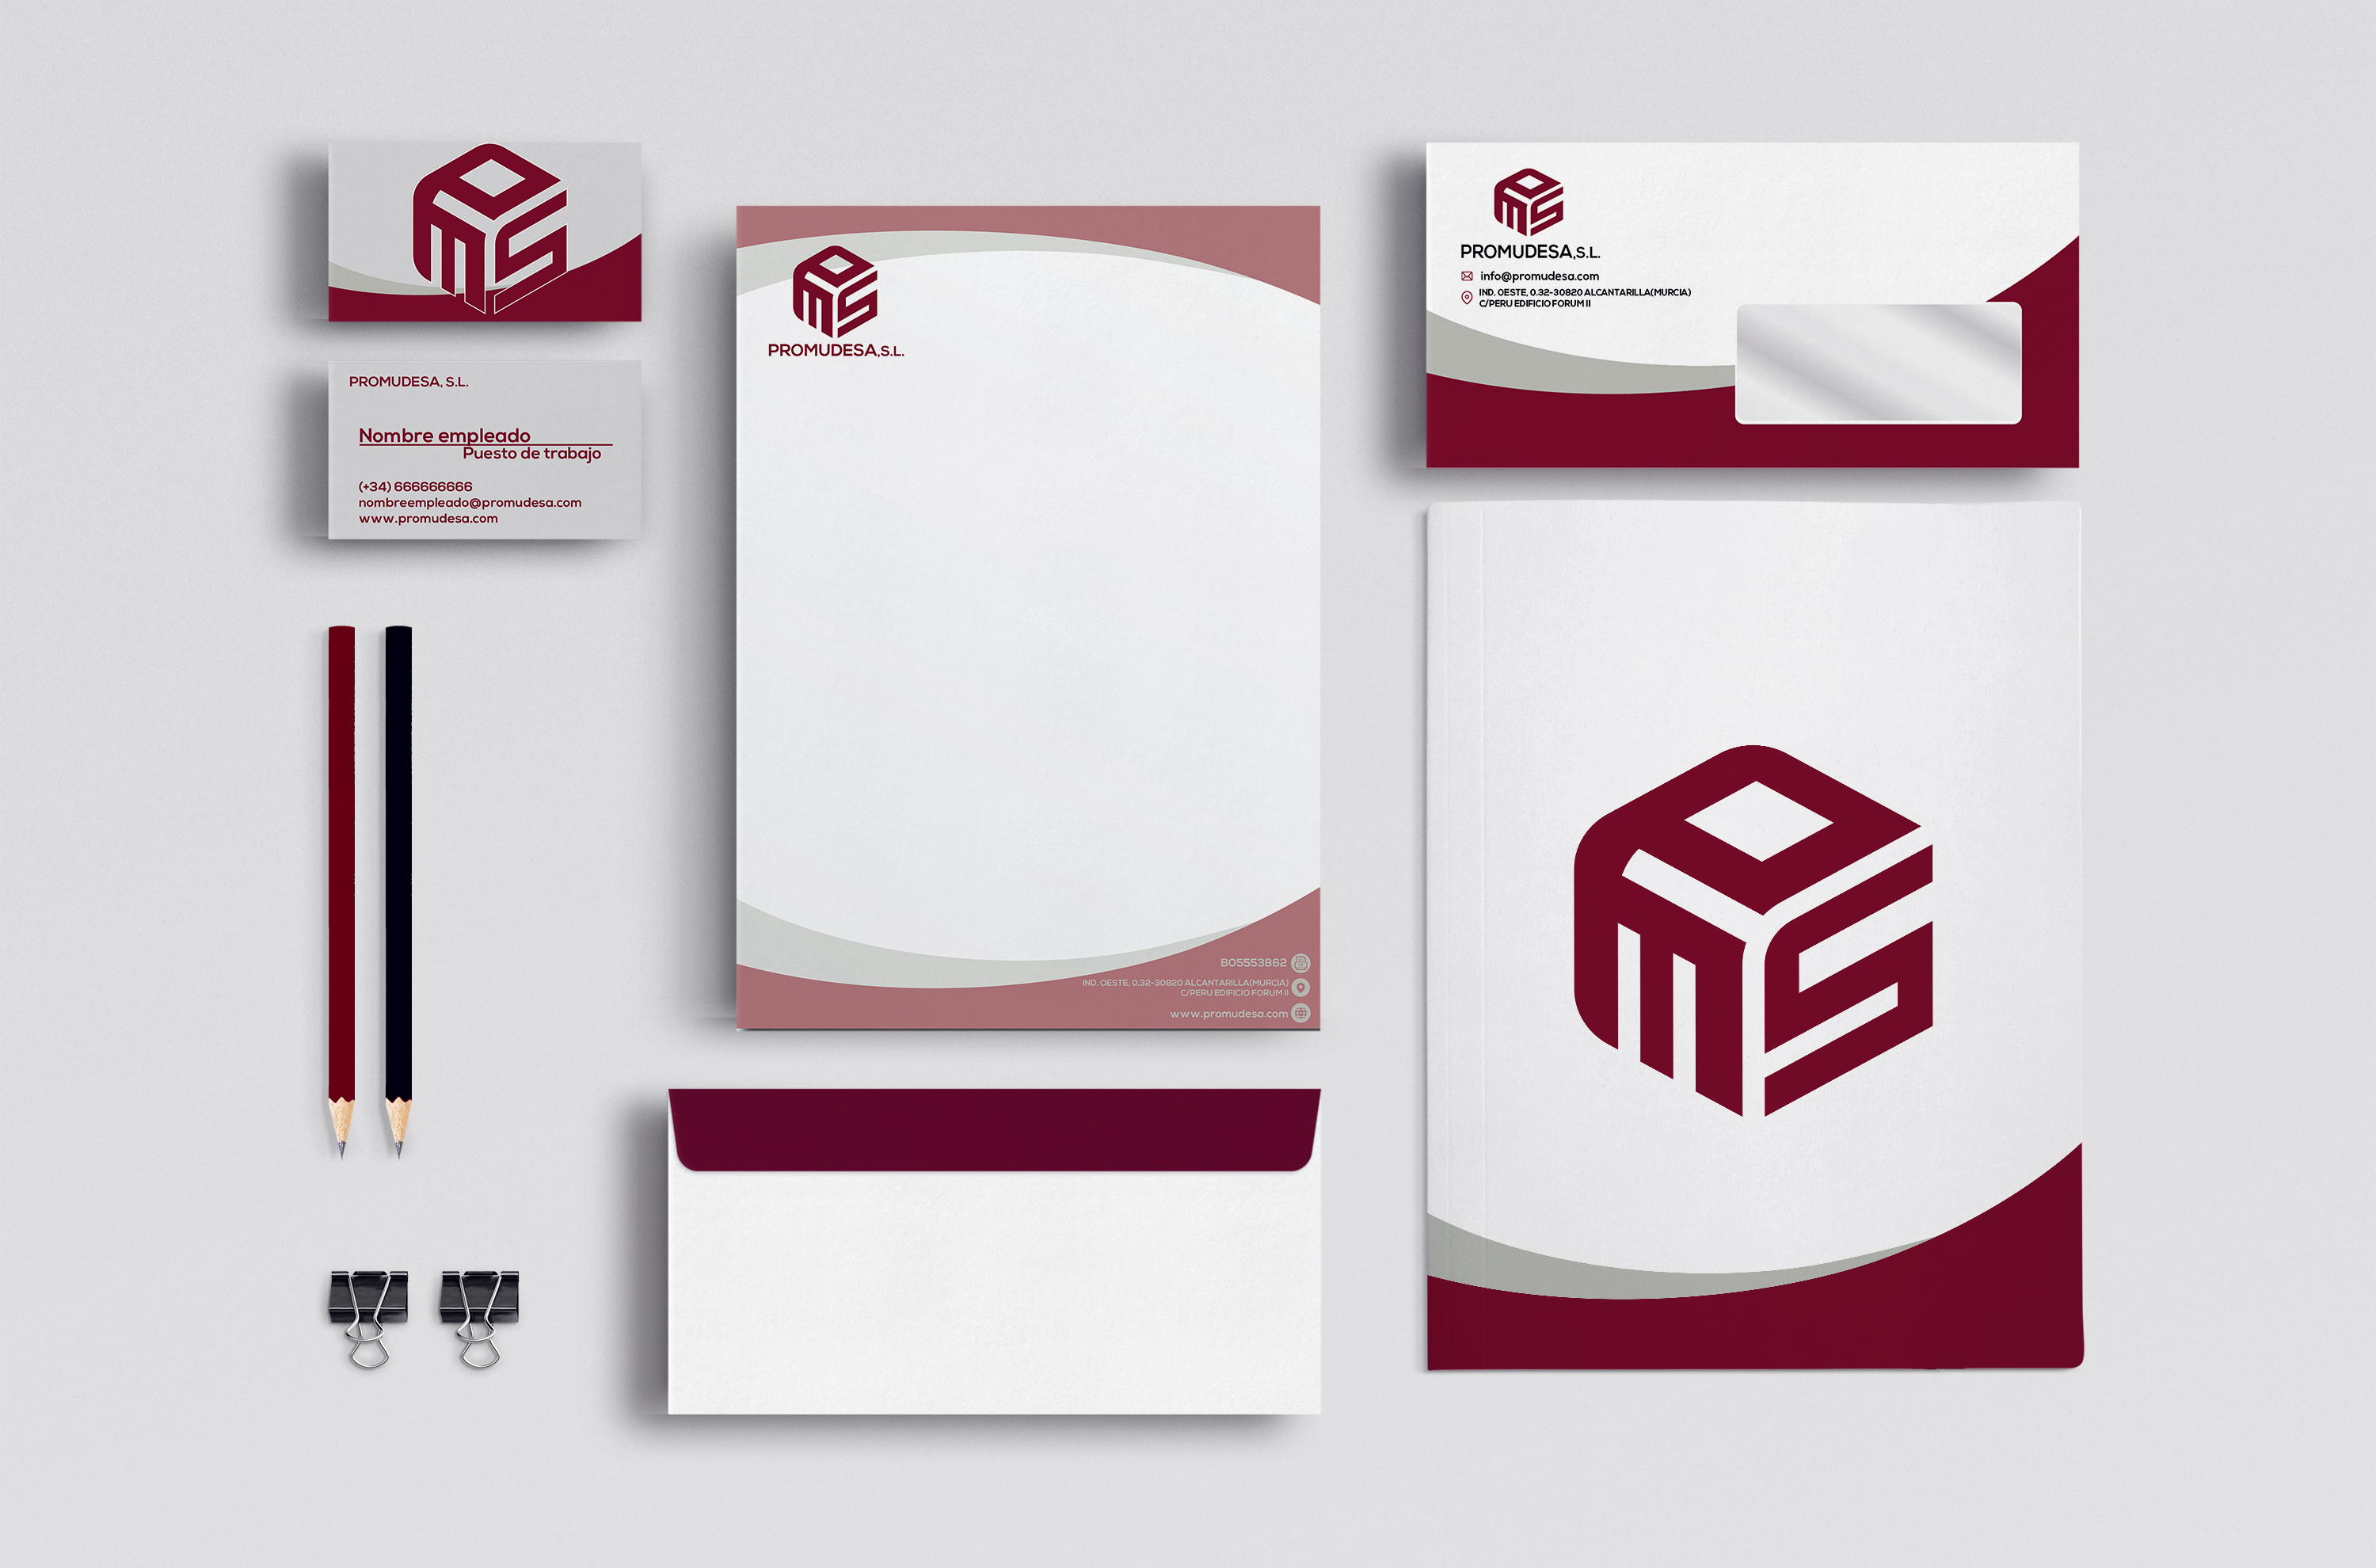 PROMUDESA, S.L.
Nombre empleado
Puesto de trabajo
(+34) 666666666
nombreempleado@promudesa.com
www.promudesa.com
PROMUDESA,S.L.
B05553862
IND. OESTE, 0.32-30820 ALCANTARILLA(MURCIA)
C/PERU EDIFICIO FORUM II
www.promudesa.com
PROMUDESA,S.L.
info@promudesa.com
IND. OESTE, 0.32-30820 ALCANTARILLA(MURCIA)
C/PERU EDIFICIO FORUM II